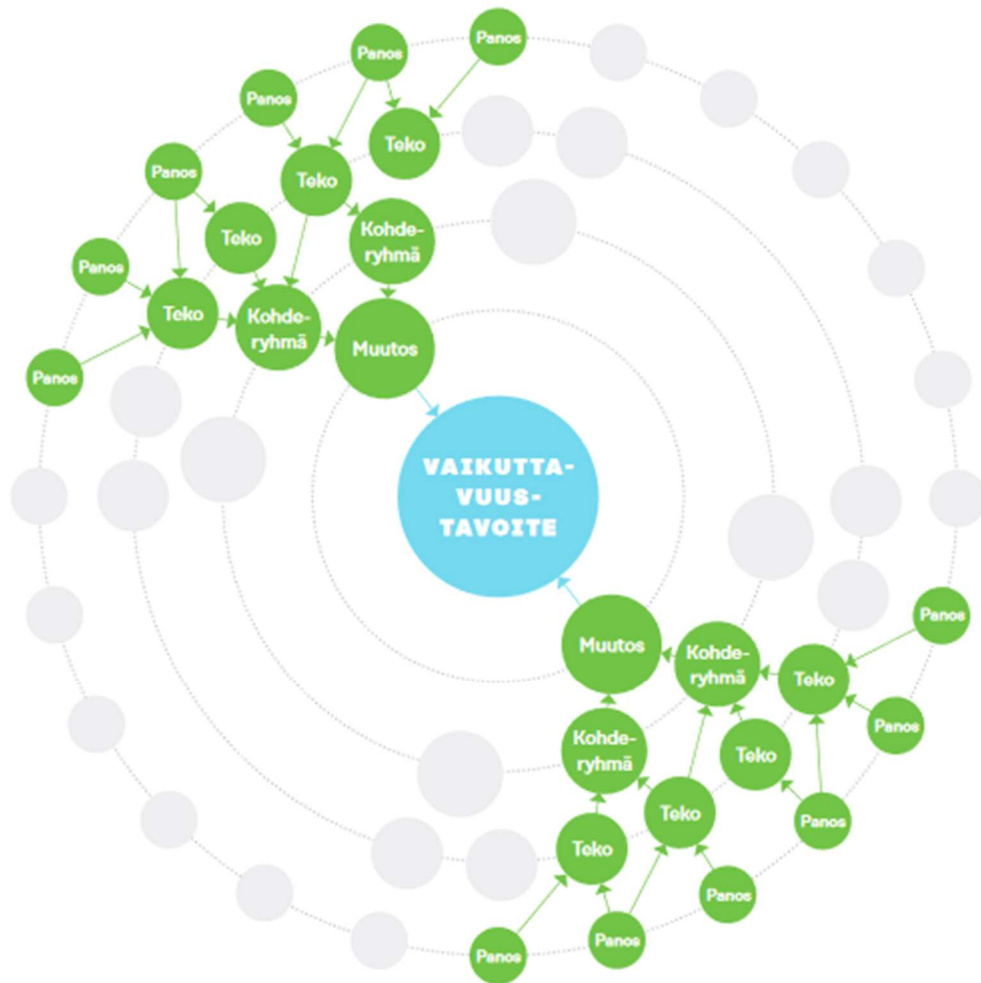 Panos
Panos
Panos
Teko
Panos
Teko
Kohde-
ryhmä
Teko
Panos
Teko
Kohde-
ryhmä
Muutos
Panos
VAIKUTTA-
VUUS-
TAVOITE
Panos
Muutos
Kohde-
ryhmä
Teko
Panos
Kohde-
ryhmä
Teko
Teko
Panos
Teko
Panos
Panos
Panos
Panos